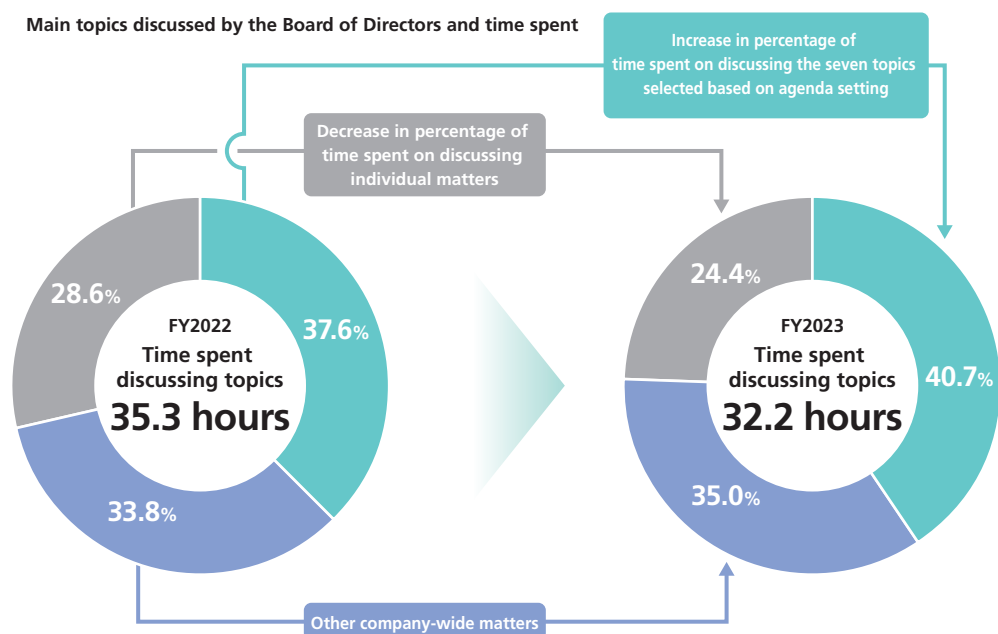 Main topics discussed by the Board of Directors and time spent
Increase in percentage of
time spent on discussing the seven topics
selected based on agenda setting
Decrease in percentage of
time spent on discussing
individual matters
28.6%
37.6%
33.8%
FY2022
Time spent
discussing topics
35.3 hours
24.4%
40.7%
35.0%
FY2023
Time spent
discussing topics
32.2 hours
Other company-wide matters